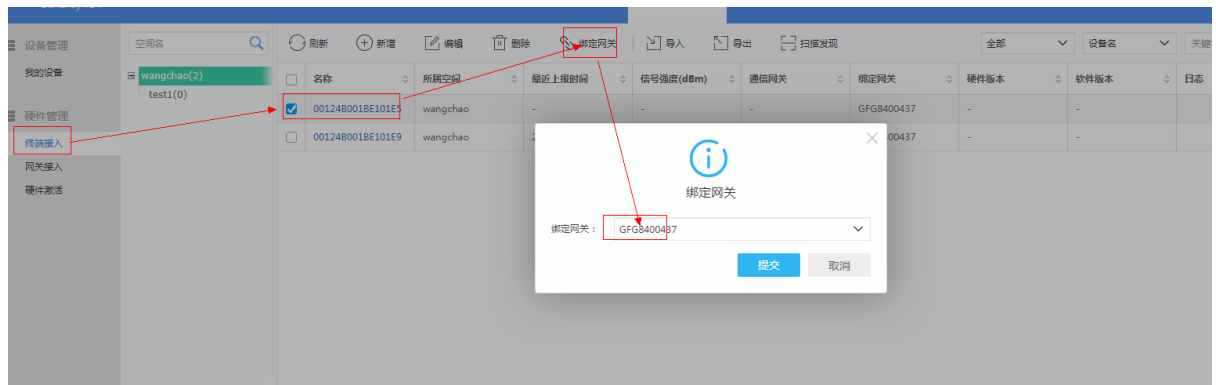 设备管理
我的设备
硬件管理
终端接入
网关接入
硬件激活
空间名
wangchao(2)
test1(0)
刷新 新增 编辑 删除 绑定网关 导入 导出 扫描发现 全部 设备名
名称 所属空间 最近上报时间 信号强度(dBm) 通信网关 绑定网关 硬件版本 软件版本 日志
00124B001BE101E5 wangchao - - - GFG8400437 - -
00124B001BE101E9 wangchao 0437 - -
绑定网关
绑定网关： GFG8400437
提交 取消